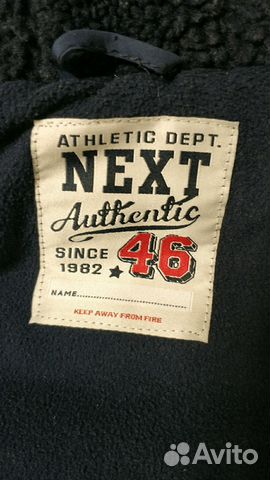 ATHLETIC DEPT.
NEXT
Authentic
SINCE 1982 ★ 46
NAME......................
KEEP AWAY FROM FIRE
Avito